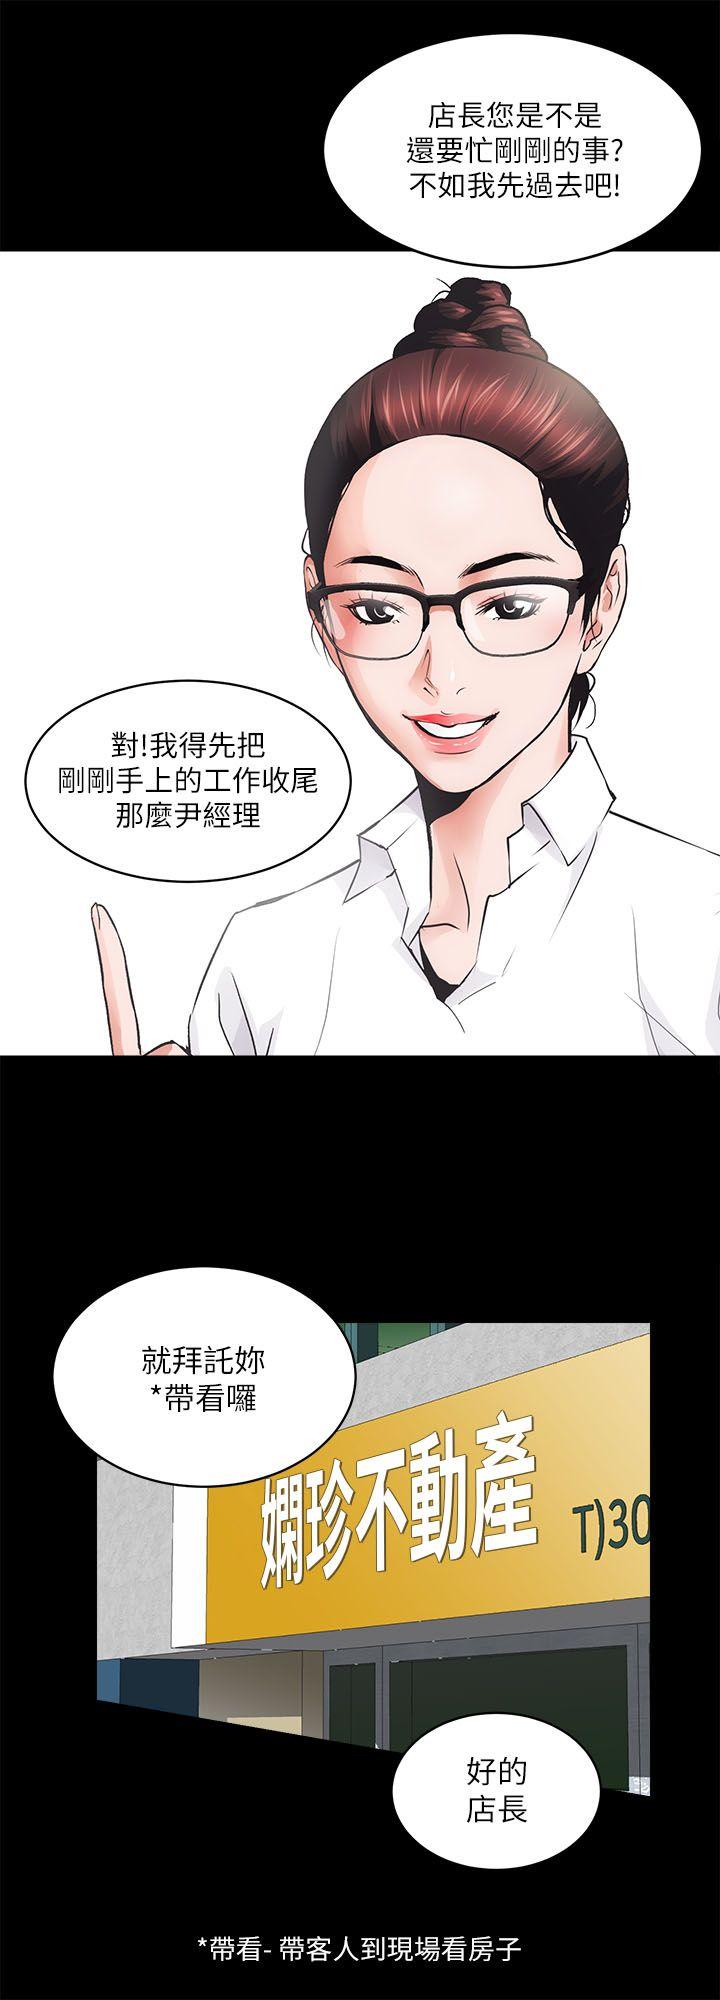 店長您是不是
還要忙剛剛的事?
不如我先過去吧!
對!我得先把
剛剛手上的工作收尾
那麼尹經理
就拜託妳
*帶看囉
嫻珍不動產
T)30
好的
店長
*帶看- 帶客人到現場看房子